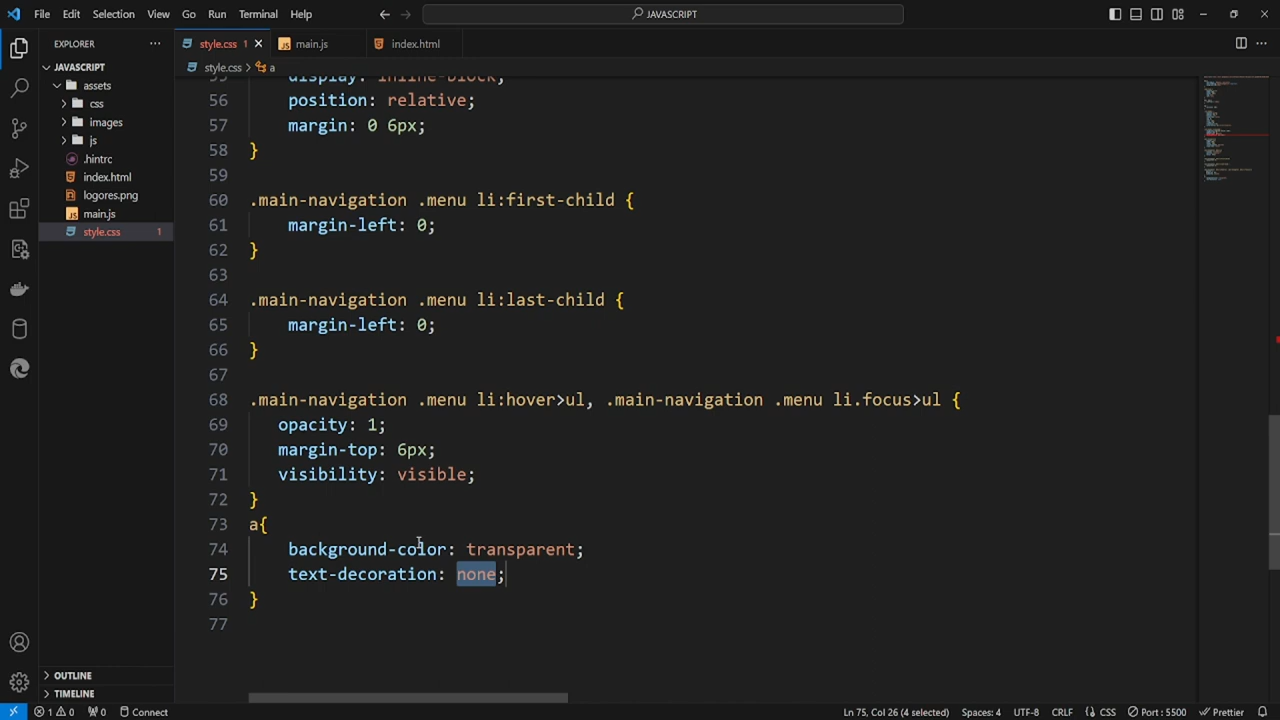 File Edit Selection View Go Run Terminal Help
JAVASCRIPT
EXPLORER
style.css 1
main.js
index.html
style.css > a
JAVASCRIPT
assets
css
images
js
.hintrc
index.html
logores.png
main.js
style.css 1
OUTLINE
TIMELINE
55 display: inline-block;
56 position: relative;
57 margin: 0 6px;
58 }
59
60 .main-navigation .menu li:first-child {
61 margin-left: 0;
62 }
63
64 .main-navigation .menu li:last-child {
65 margin-left: 0;
66 }
67
68 .main-navigation .menu li:hover>ul, .main-navigation .menu li.focus>ul {
69 opacity: 1;
70 margin-top: 6px;
71 visibility: visible;
72 }
73 a{
74 background-color: transparent;
75 text-decoration: none;
76 }
77
1 0 0 Connect
Ln 75, Col 26 (4 selected) Spaces: 4 UTF-8 CRLF {} CSS Port : 5500 Prettier